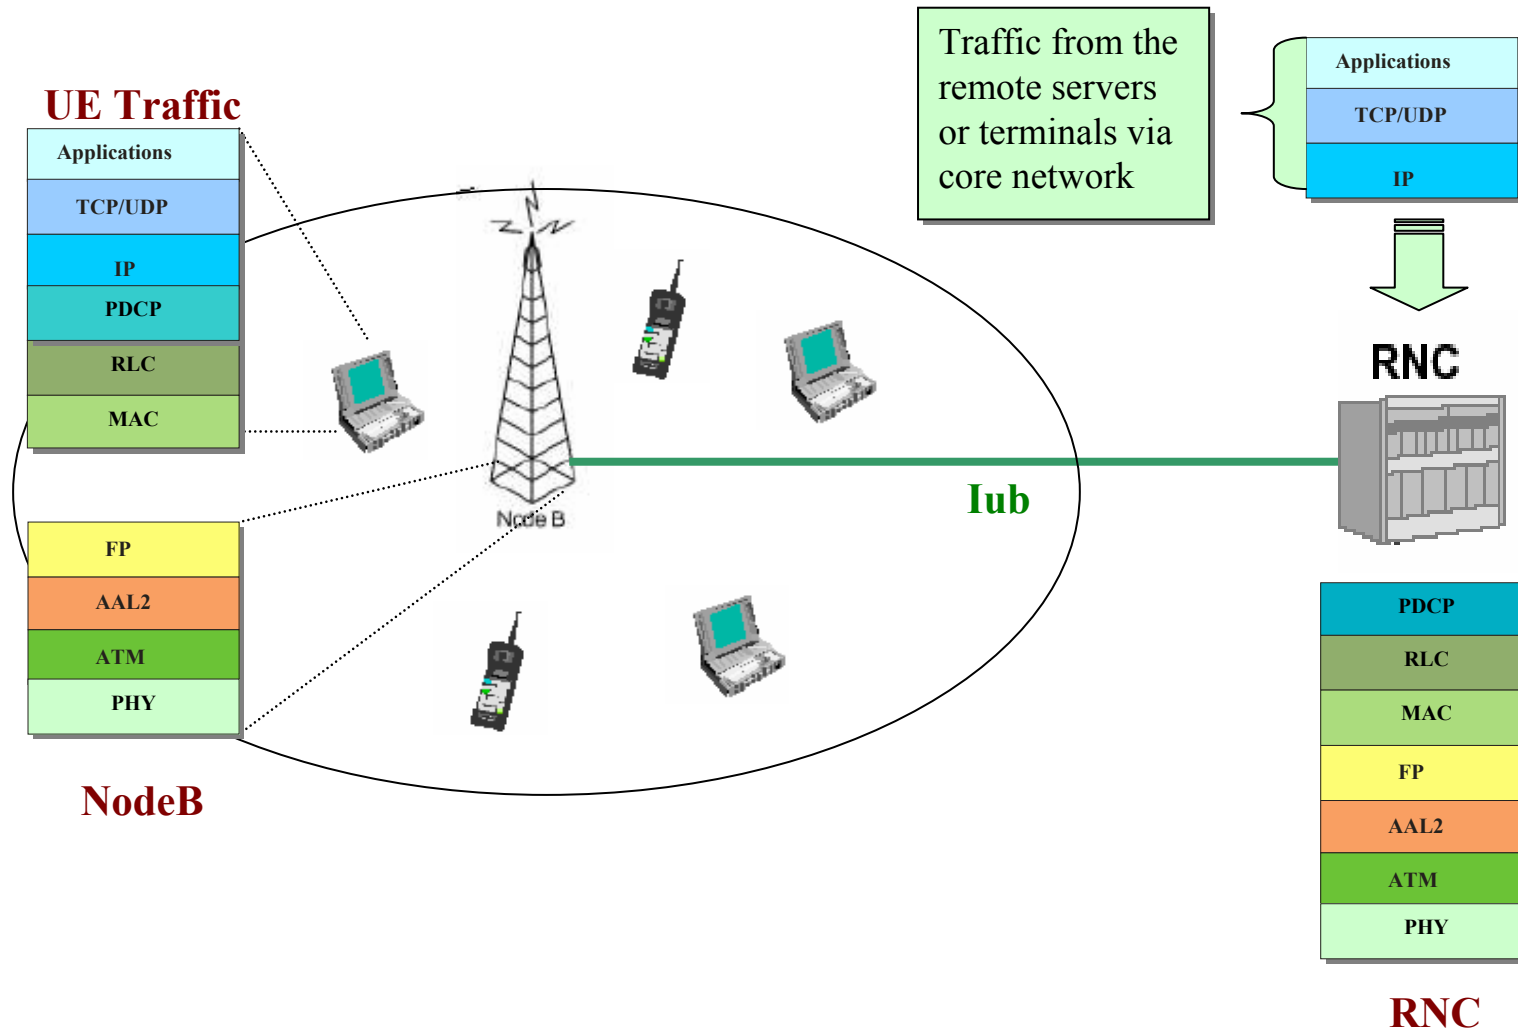 Traffic from the
remote servers
or terminals via
core network
Applications
TCP/UDP
IP
UE Traffic
Applications
TCP/UDP
IP
PDCP
RLC
MAC
RNC
Node B
Iub
FP
AAL2
ATM
PHY
NodeB
PDCP
RLC
MAC
FP
AAL2
ATM
PHY
RNC